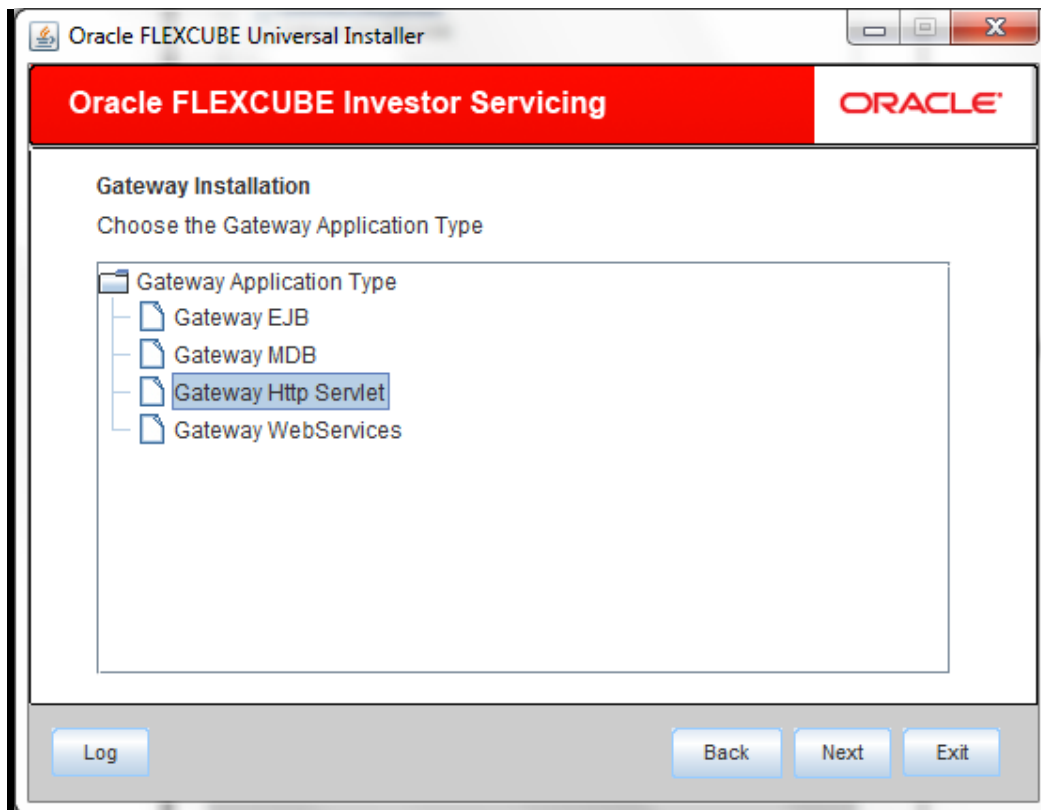 Oracle FLEXCUBE Universal Installer
Oracle FLEXCUBE Investor Servicing
ORACLE'
Gateway Installation
Choose the Gateway Application Type
Gateway Application Type
Gateway EJB
Gateway MDB
Gateway Http Servlet
Gateway WebServices
Log Back Next Exit